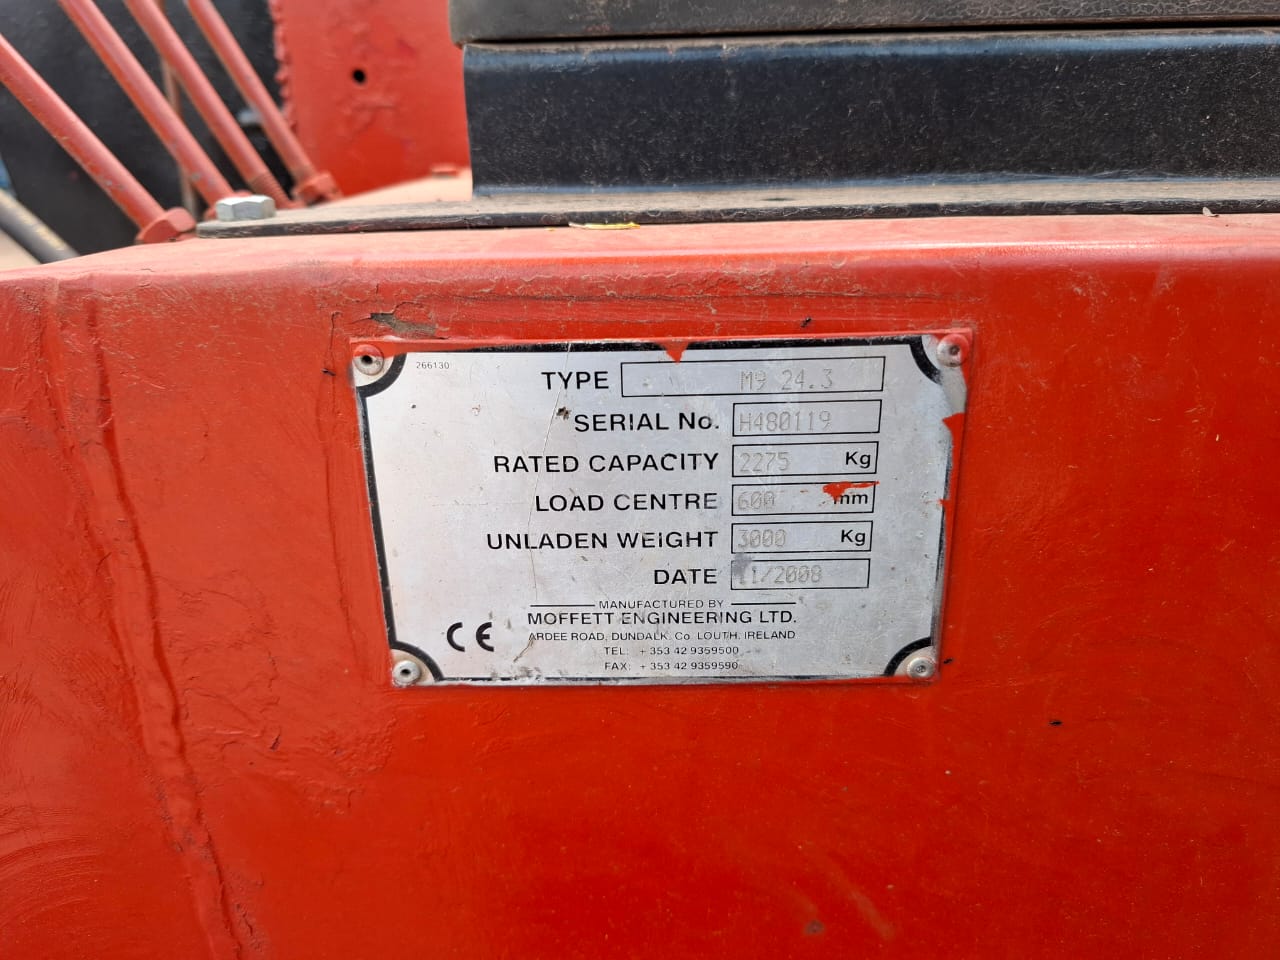 266130
TYPE M9 24.3
SERIAL No. H480119
RATED CAPACITY 2275 Kg
LOAD CENTRE 600 mm
UNLADEN WEIGHT 3000 Kg
DATE 11/2008
MANUFACTURED BY
MOFFETT ENGINEERING LTD.
CE ARDEE ROAD, DUNDALK. Co. LOUTH. IRELAND
TEL: + 353 42 9359500
FAX: + 353 42 9359590